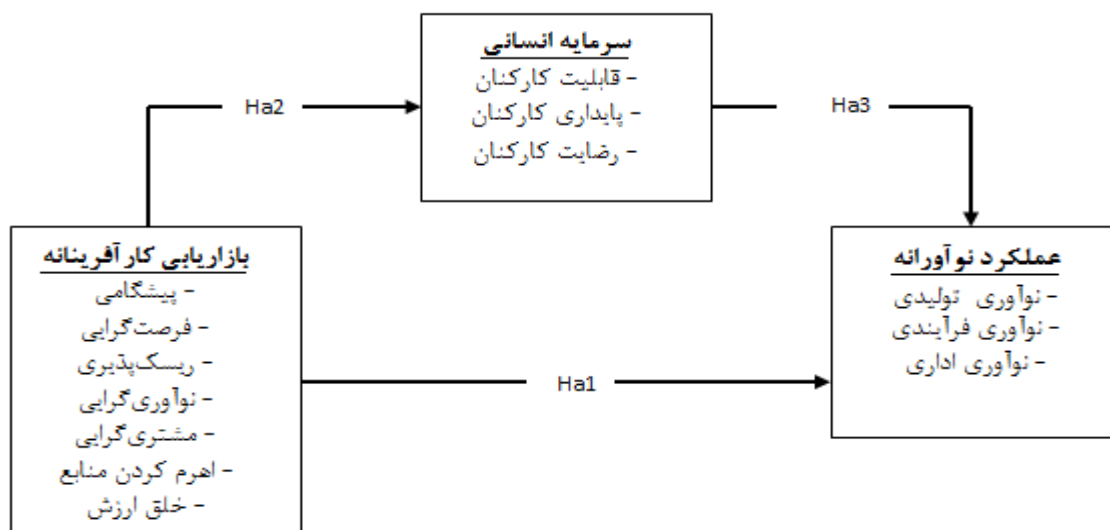 سرمایه انسانی
- قابلیت کارکنان
- پایداری کارکنان
- رضایت کارکنان
Ha2
Ha3
بازاریابی کارآفرینانه
- پیشگامی
- فرصت‌گرایی
- ریسک‌پذیری
- نوآوری‌گرایی
- مشتری‌گرایی
- اهرم کردن منابع
- خلق ارزش
Ha1
عملکرد نوآورانه
- نوآوری تولیدی
- نوآوری فرآیندی
- نوآوری اداری